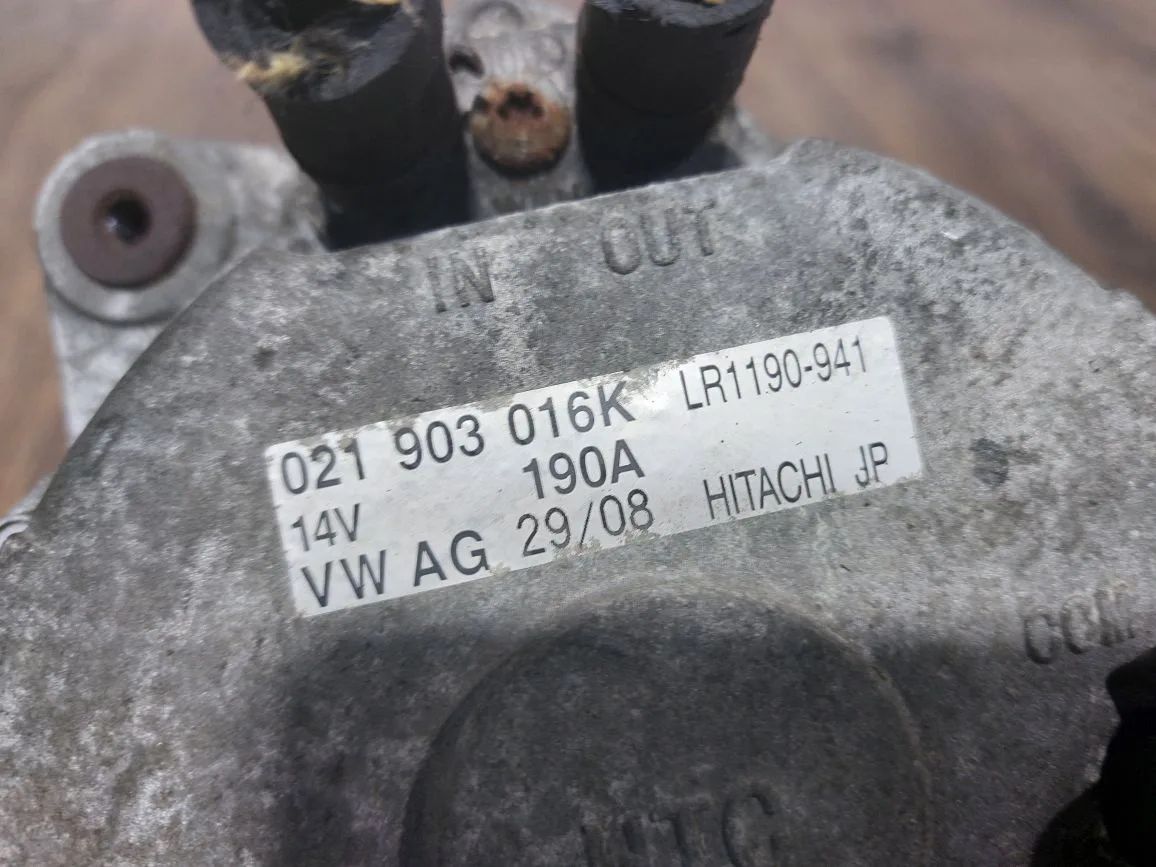 IN OUT
021 903 016K LR1190-941
14V 190A
VW AG 29/08 HITACHI JP